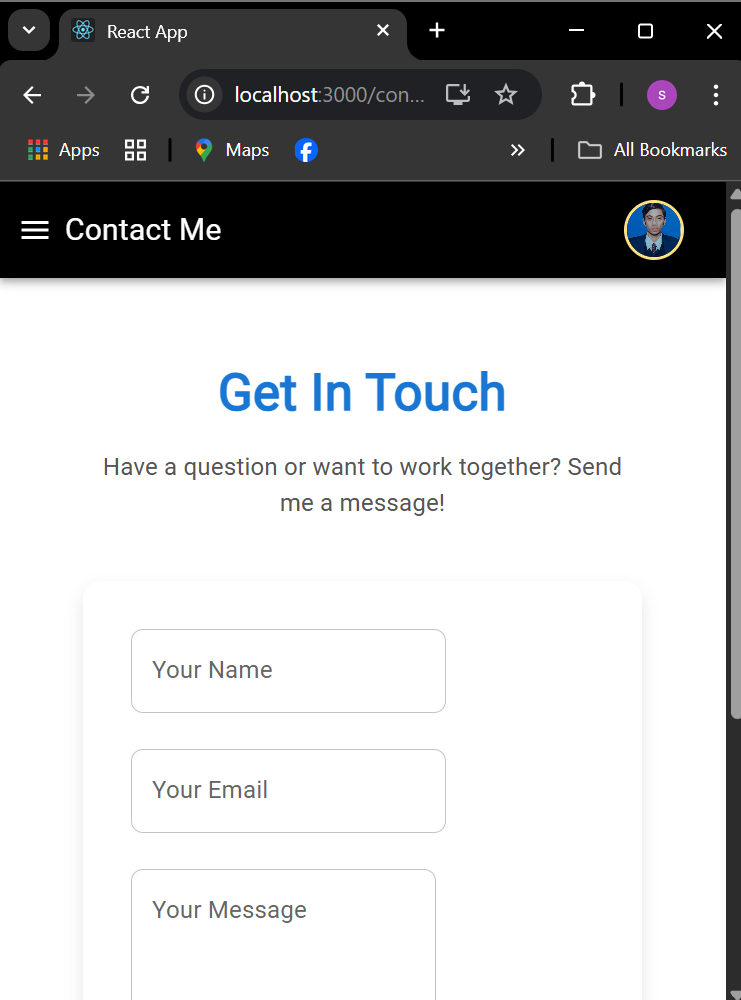 React App
localhost:3000/con...
S
Apps
Maps
All Bookmarks
Contact Me
Get In Touch
Have a question or want to work together? Send
me a message!
Your Name
Your Email
Your Message